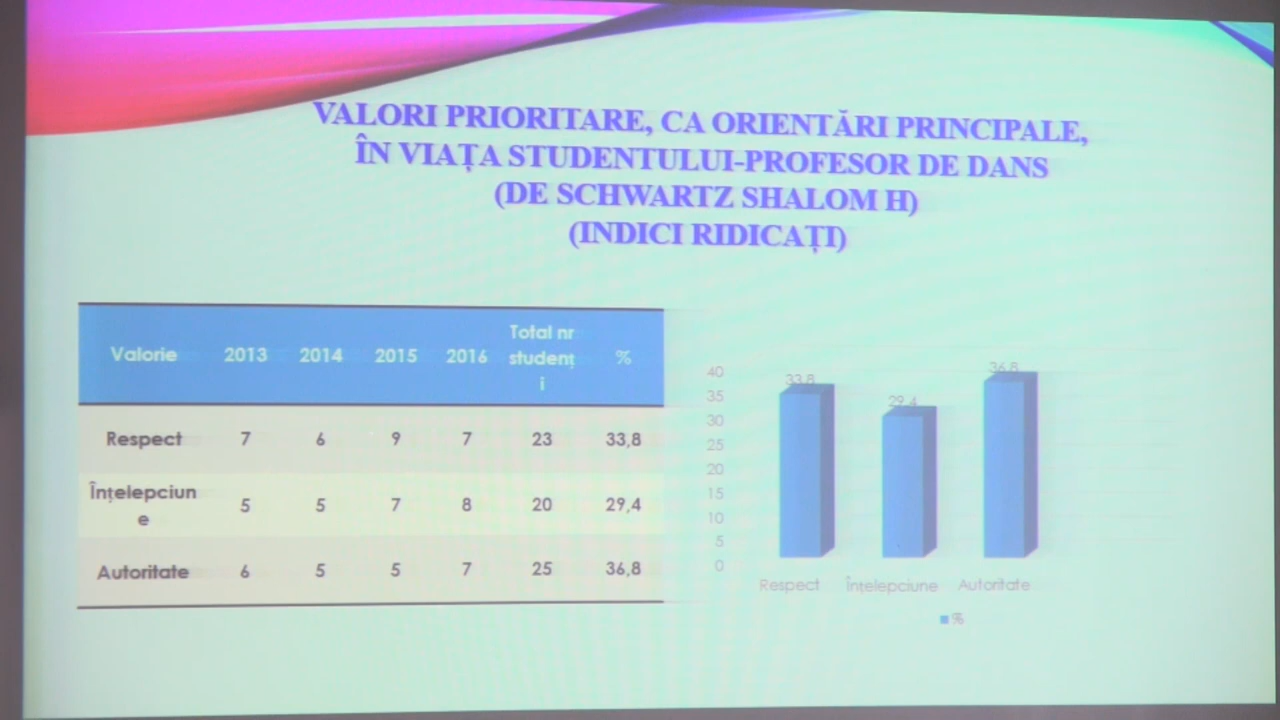 VALORI PRIORITARE, CA ORIENTĂRI PRINCIPALE,
ÎN VIAȚA STUDENTULUI-PROFESOR DE DANS
(DE SCHWARTZ SHALOM H)
(INDICI RIDICAȚI)
Valorie 2013 2014 2015 2016 Total nr studenț i %
Respect 7 6 9 7 23 33,8
Înțelepciun e 5 5 7 8 20 29,4
Autoritate 6 5 5 7 25 36,8
40
35
30
25
20
15
10
5
0
33,8
29,4
36,8
Respect Înțelepciune Autoritate
%